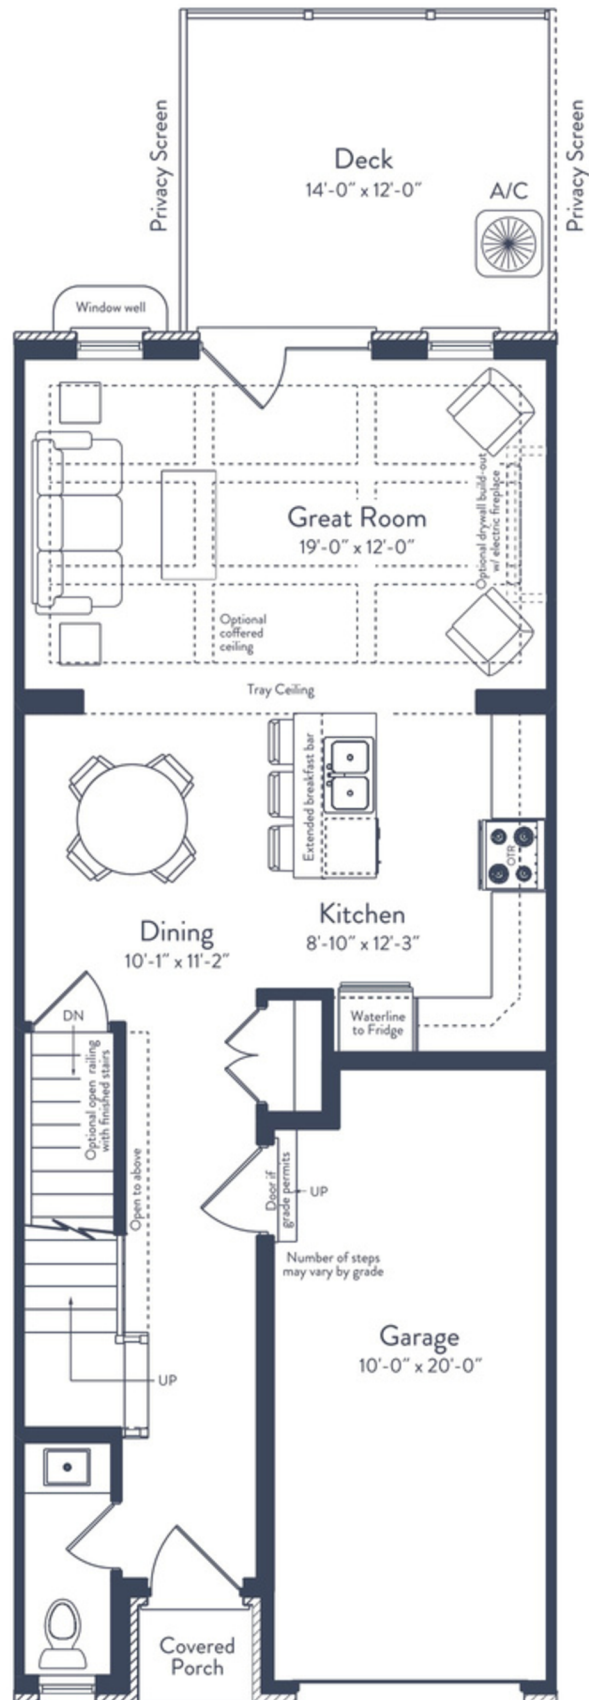 Privacy Screen
Deck
14'-0" x 12'-0"
A/C
Privacy Screen
Window well
Great Room
19'-0" x 12'-0"
Optional drywall build-out
w/ electric fireplace
Optional
coffered
ceiling
Tray Ceiling
Extended breakfast bar
OTR
Kitchen
8'-10" x 12'-3"
Dining
10'-1" x 11'-2"
Waterline
to Fridge
DN
Optional open railing
with finished stairs
Open to above
Door if
grade permits
UP
Number of steps
may vary by grade
Garage
10'-0" x 20'-0"
UP
Covered
Porch